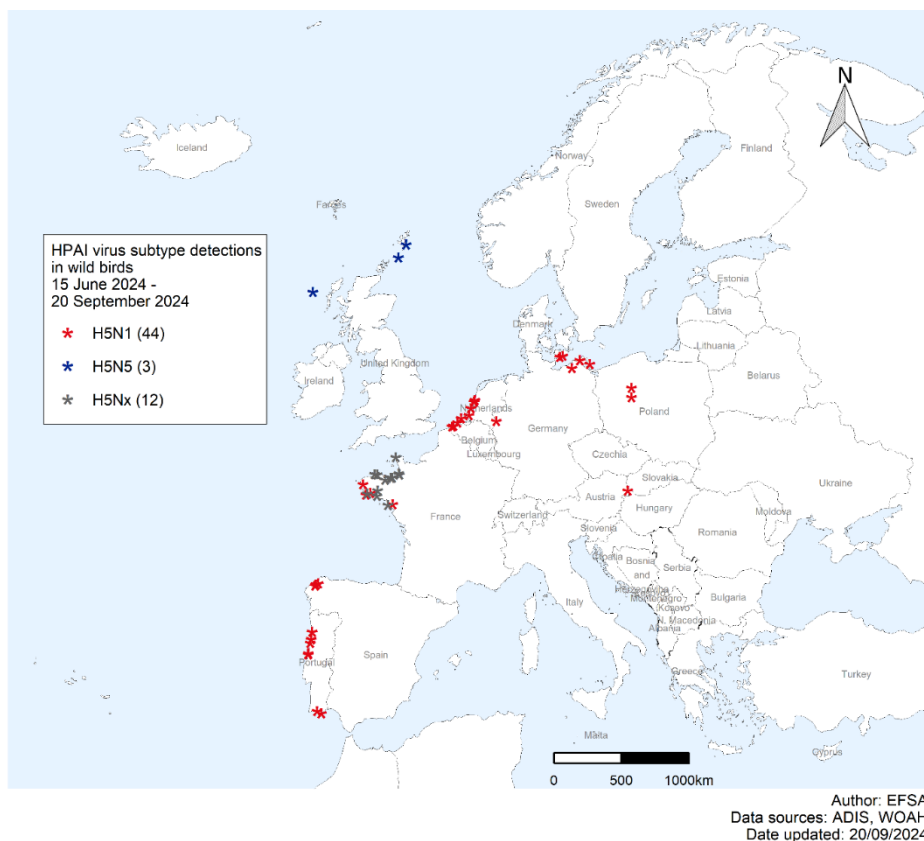 N
Iceland
Norway
Finland
Sweden
Faroes
HPAI virus subtype detections
in wild birds
15 June 2024 -
20 September 2024
H5N1 (44)
H5N5 (3)
H5Nx (12)
Estonia
Latvia
Denmark
Lithuania
United Kingdom
Ireland
Belarus
Netherlands
Poland
Germany
Belgium
Luxembourg
Czechia
Ukraine
Slovakia
Austria
Moldova
France
Switzerland
Hungary
Slovenia
Romania
Croatia
Bosnia
and
Herzegovina
Serbia
Italy
Montenegro
Bulgaria
Kosovo
N. Macedonia
Albania
Portugal
Spain
Greece
Turkey
Malta
Cyprus
0 500 1000km
Author: EFSA
Data sources: ADIS, WOAH
Date updated: 20/09/2024